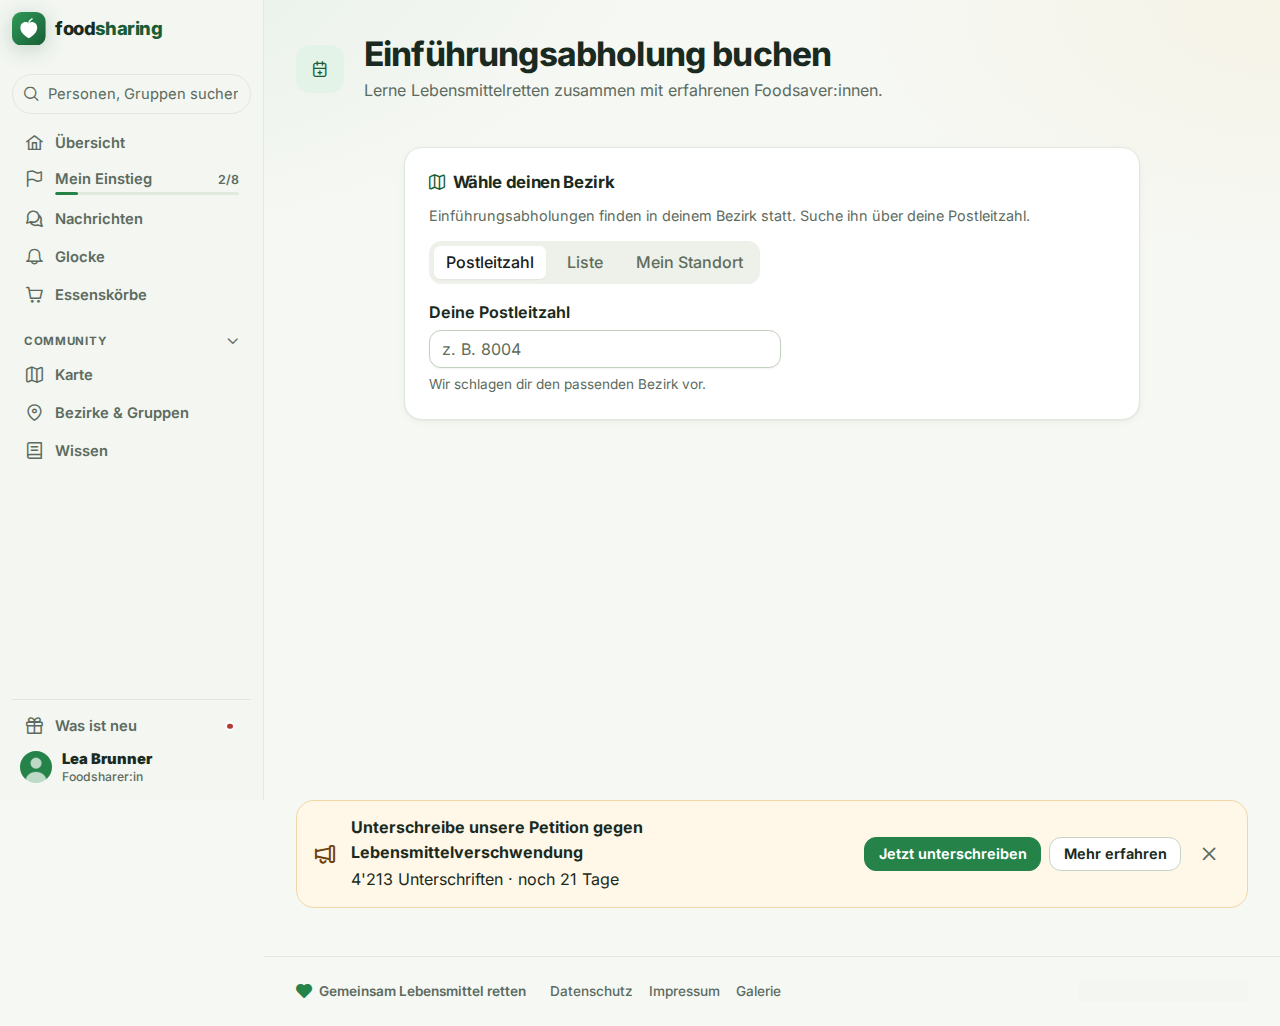 foodsharing
Personen, Gruppen sucher
Übersicht
Mein Einstieg 2/8
Nachrichten
Glocke
Essenskörbe
COMMUNITY
Karte
Bezirke & Gruppen
Wissen
Was ist neu
Lea Brunner
Foodsharer:in
Einführungsabholung buchen
Lerne Lebensmittelretten zusammen mit erfahrenen Foodsaver:innen.
Wähle deinen Bezirk
Einführungsabholungen finden in deinem Bezirk statt. Suche ihn über deine Postleitzahl.
Postleitzahl Liste Mein Standort
Deine Postleitzahl
z. B. 8004
Wir schlagen dir den passenden Bezirk vor.
Unterschreibe unsere Petition gegen
Lebensmittelverschwendung
4'213 Unterschriften · noch 21 Tage
Jetzt unterschreiben Mehr erfahren
Gemeinsam Lebensmittel retten Datenschutz Impressum Galerie